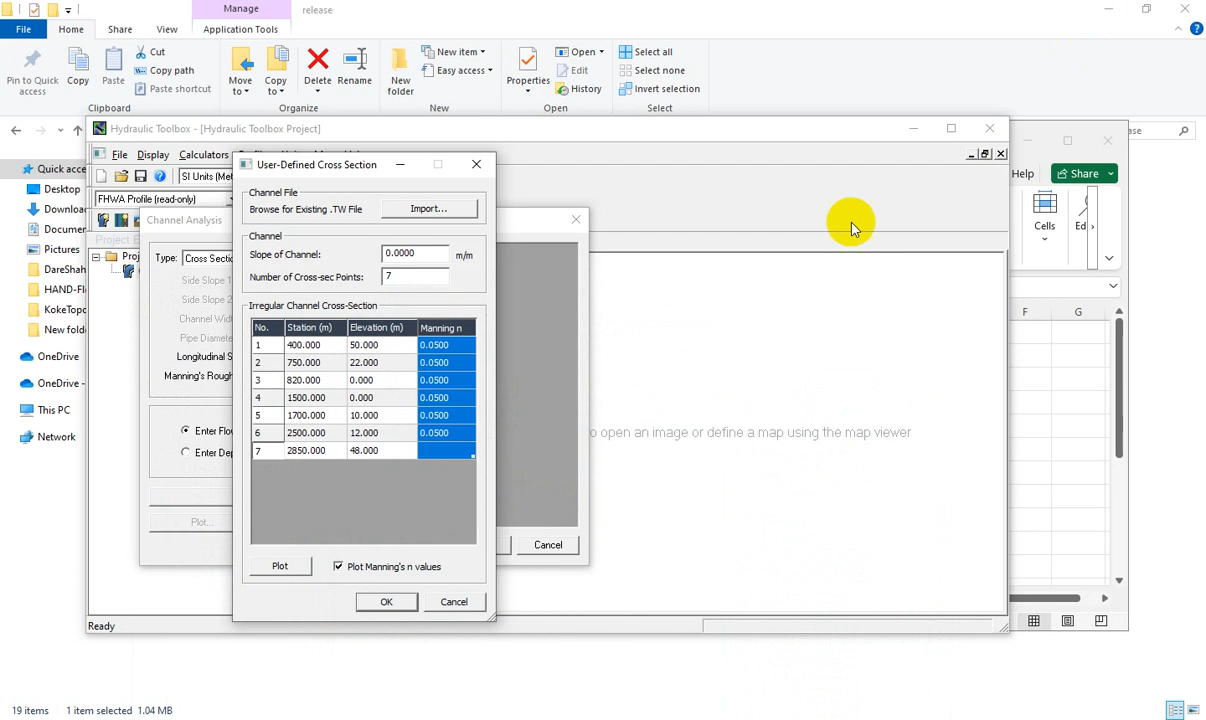 Manage
release
File
Home
Share
View
Application Tools
Pin to Quick access
Copy
Paste
Cut
Copy path
Paste shortcut
Clipboard
Move to
Copy to
Delete
Rename
Organize
New folder
New item
Easy access
New
Properties
Open
Edit
History
Open
Select all
Select none
Invert selection
Select
Hydraulic Toolbox - [Hydraulic Toolbox Project]
File
Display
Calculators
SI Units (Met
FHWA Profile (read-only)
Channel Analysis
Type:
Cross Sectio
Side Slope 1
Side Slope 2
Channel Widt
Pipe Diamete
Longitudinal S
Manning's Rough
Enter Flo
Enter Dep
Plot...
Cancel
User-Defined Cross Section
Channel File
Browse for Existing .TW File
Import...
Channel
Slope of Channel:
0.0000
m/m
Number of Cross-sec Points:
7
Irregular Channel Cross-Section
No. Station (m) Elevation (m) Manning n
1 400.000 50.000 0.0500
2 750.000 22.000 0.0500
3 820.000 0.000 0.0500
4 1500.000 0.000 0.0500
5 1700.000 10.000 0.0500
6 2500.000 12.000 0.0500
7 2850.000 48.000
Plot
Plot Manning's n values
OK
Cancel
o open an image or define a map using the map viewer
Ready
Quick acce
Desktop
Downloa
Documer
Pictures
DareShah
HAND-Fl
KokeTopo
New fold
OneDrive
OneDrive -
This PC
Network
ase
Help
Share
Cells
Ed
F
G
19 items
1 item selected 1.04 MB